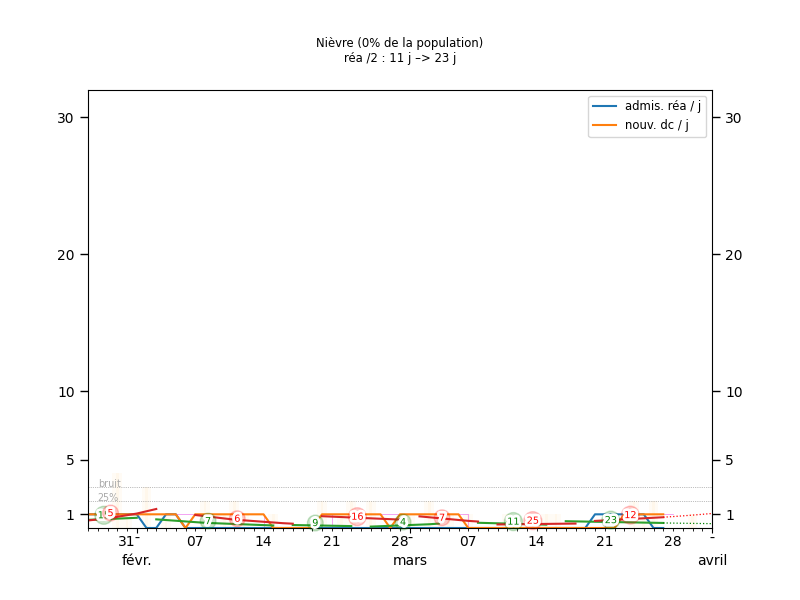 Nièvre (0% de la population)
réa /2 : 11 j –> 23 j
admis. réa / j
nouv. dc / j
30 30
20 20
10 10
5 5
bruit
25%
1 1
5 7 6 9 16 4 7 11 25 23 12
31 07 14 21 28 07 14 21 28
févr. mars avril